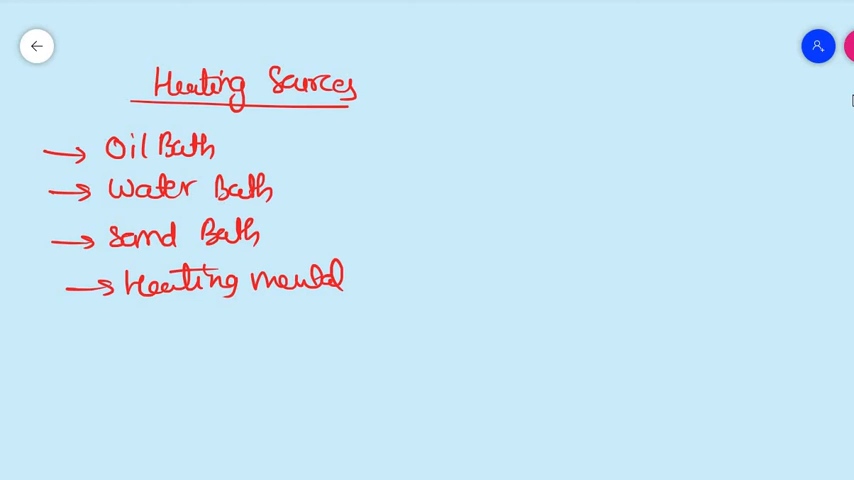 Heating Sources
→ Oil Bath
→ Water Bath
→ Sand Bath
→ Heating mental